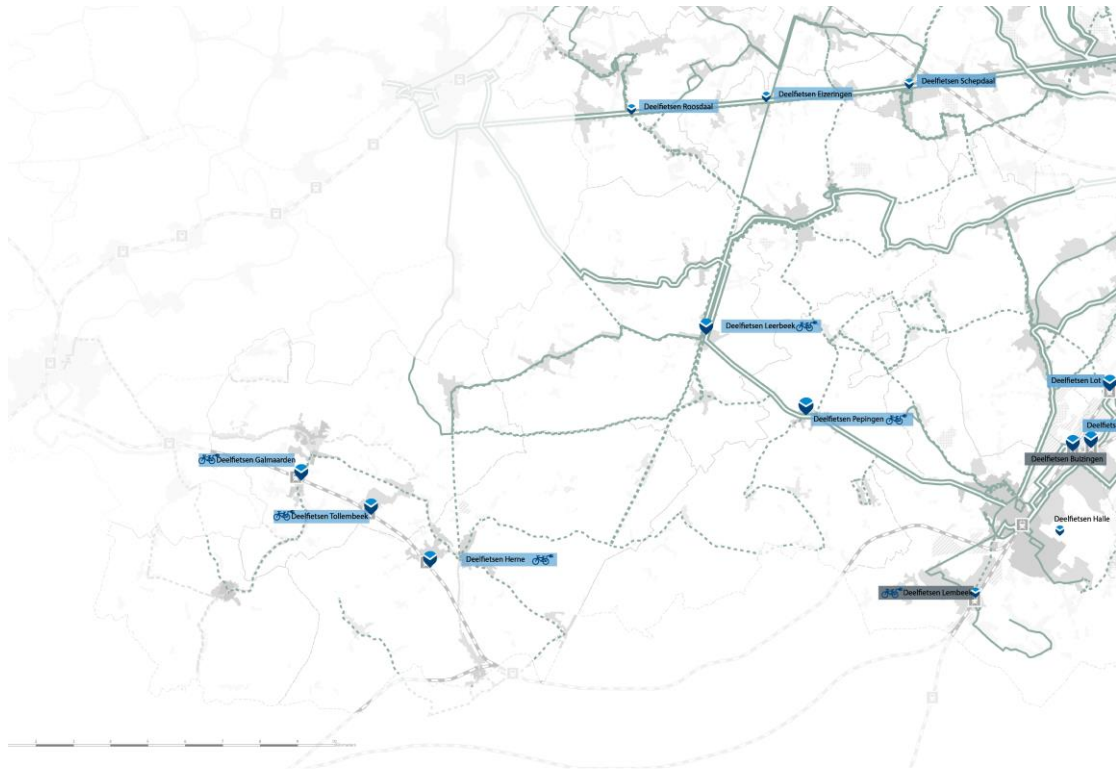 Deelfietsen Schepdaal
Deelfietsen Eizeringen
Deelfietsen Roosdaal
Deelfietsen Leerbeek
Deelfietsen Lot
Deelfietsen Pepingen
Deelfiets
Deelfietsen Buizingen
Deelfietsen Galmaarden
Deelfietsen Tollembeek
Deelfietsen Halle
Deelfietsen Herne
Deelfietsen Lembeek